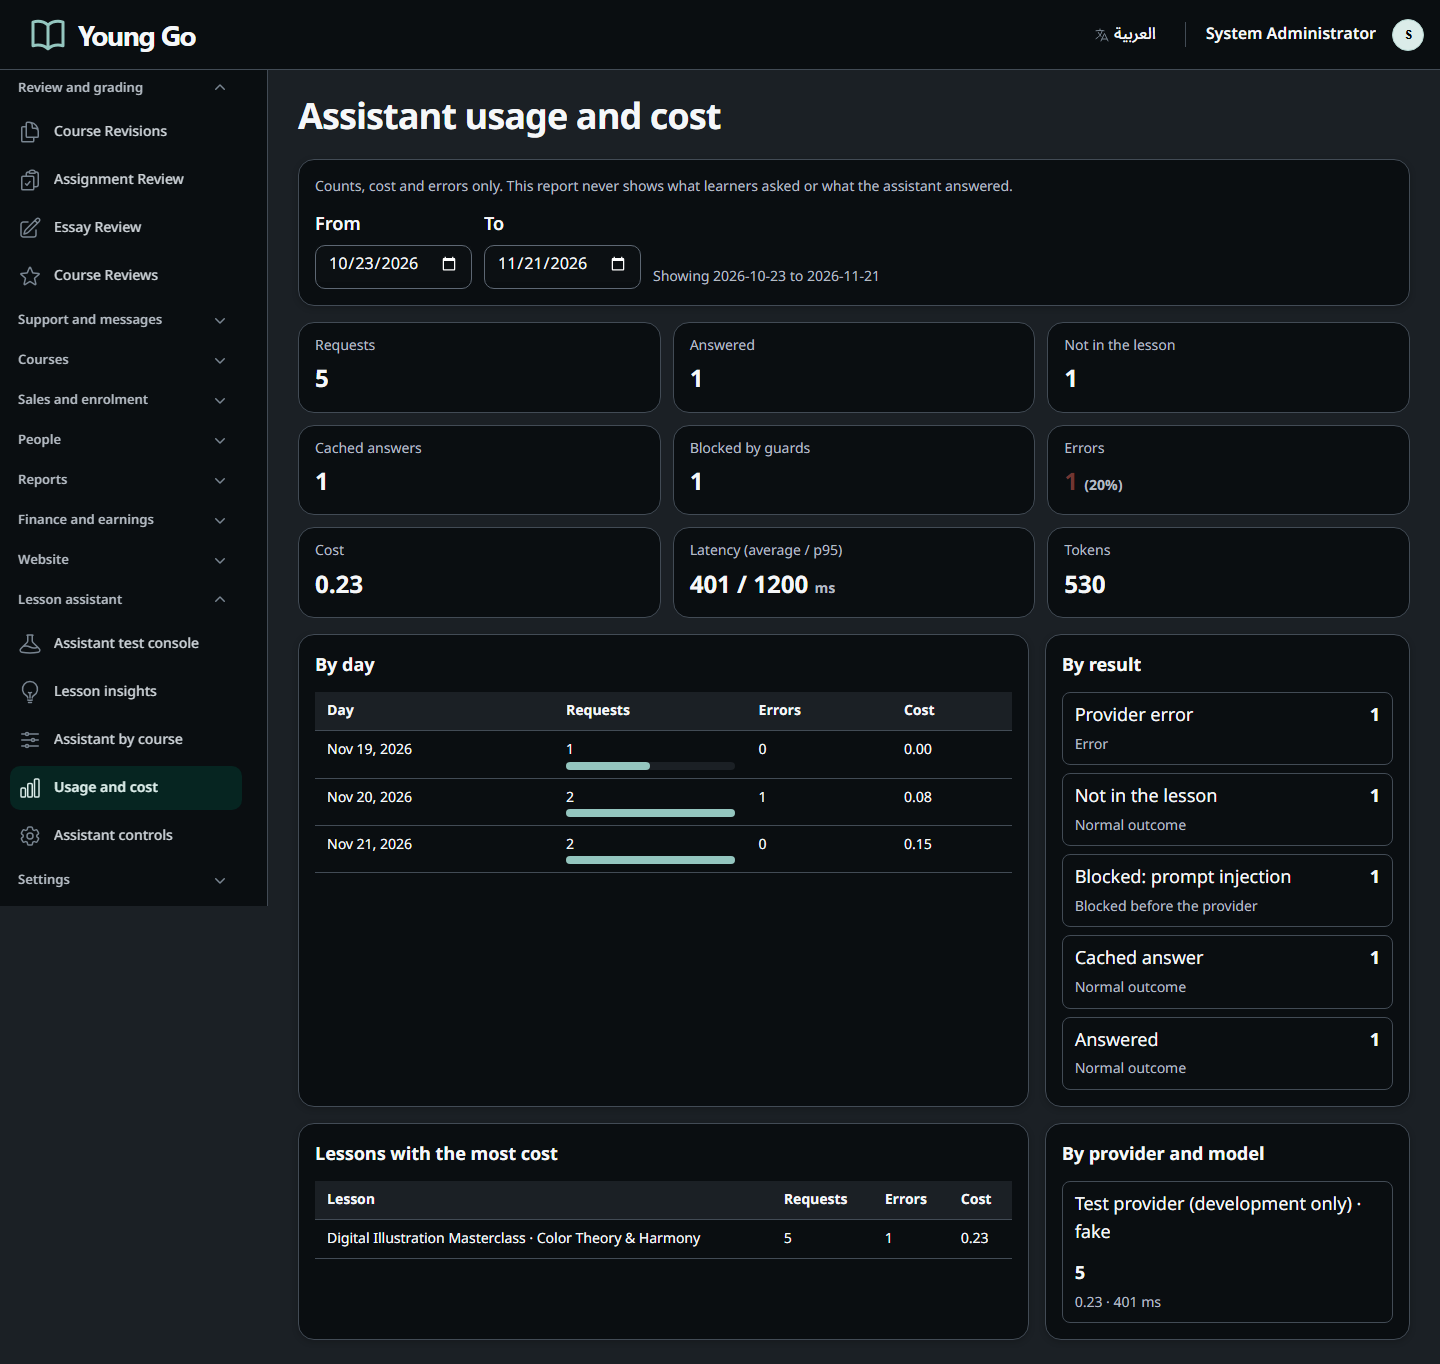 Young Go
العربية
System Administrator
S
Review and grading
Course Revisions
Assignment Review
Essay Review
Course Reviews
Support and messages
Courses
Sales and enrolment
People
Reports
Finance and earnings
Website
Lesson assistant
Assistant test console
Lesson insights
Assistant by course
Usage and cost
Assistant controls
Settings
Assistant usage and cost
Counts, cost and errors only. This report never shows what learners asked or what the assistant answered.
From To
10/23/2026 11/21/2026 Showing 2026-10-23 to 2026-11-21
Requests
5
Answered
1
Not in the lesson
1
Cached answers
1
Blocked by guards
1
Errors
1 (20%)
Cost
0.23
Latency (average / p95)
401 / 1200 ms
Tokens
530
By day
Day Requests Errors Cost
Nov 19, 2026 1 0 0.00
Nov 20, 2026 2 1 0.08
Nov 21, 2026 2 0 0.15
By result
Provider error 1
Error
Not in the lesson 1
Normal outcome
Blocked: prompt injection 1
Blocked before the provider
Cached answer 1
Normal outcome
Answered 1
Normal outcome
Lessons with the most cost
Lesson Requests Errors Cost
Digital Illustration Masterclass · Color Theory & Harmony 5 1 0.23
By provider and model
Test provider (development only) ·
fake
5
0.23 · 401 ms